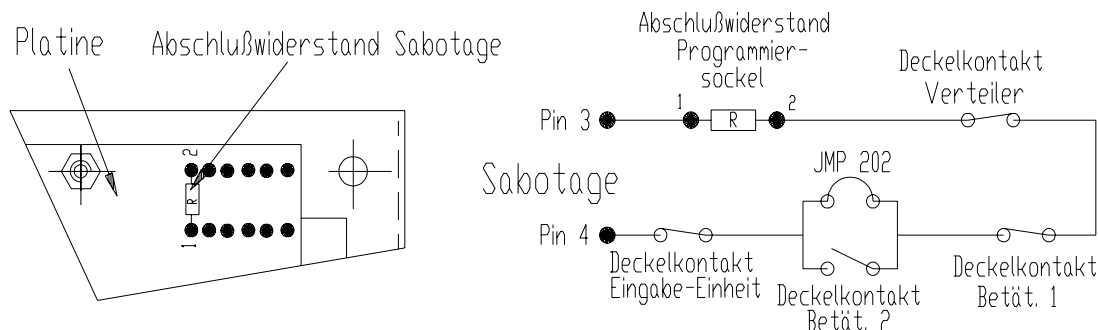 Platine
Abschlußwiderstand Sabotage
2
R
1
Abschlußwiderstand
Programmier-
sockel
Deckelkontakt
Verteiler
Pin 3
1
R
2
Sabotage
JMP 202
Pin 4
Deckelkontakt
Eingabe-Einheit
Deckelkontakt
Betät. 2
Deckelkontakt
Betät. 1